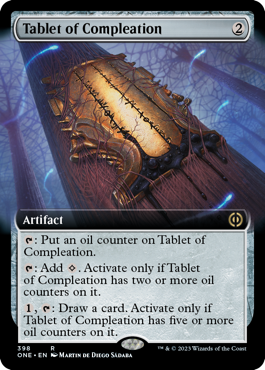 Tablet of Compleation 2
Artifact
: Put an oil counter on Tablet of
Compleation.
: Add . Activate only if Tablet
of Compleation has two or more oil
counters on it.
1, : Draw a card. Activate only if
Tablet of Compleation has five or more
oil counters on it.
398 R
ONE • EN Martin de Diego Sádaba
™ & © 2023 Wizards of the Coast